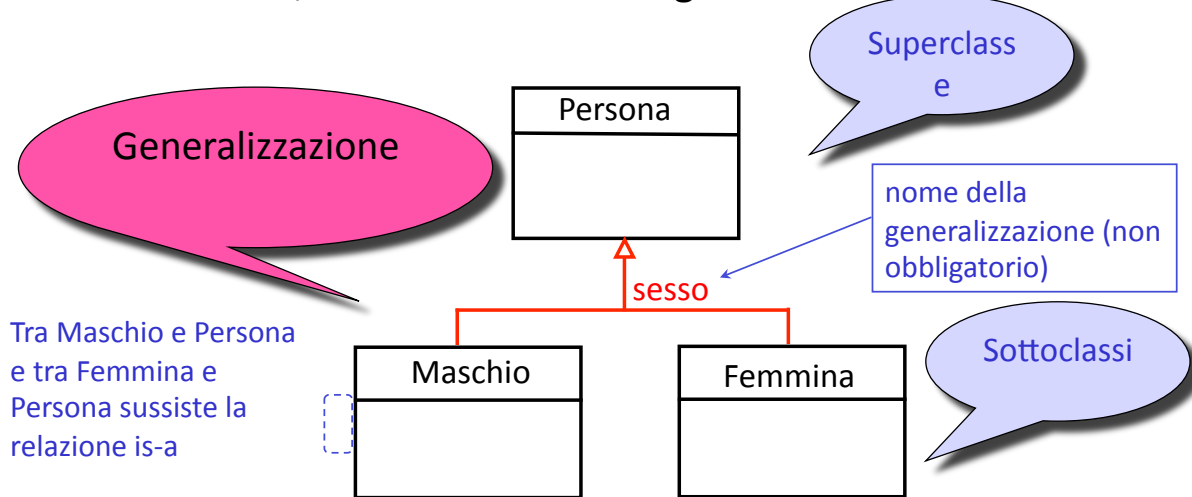 Superclass
e
Persona
Generalizzazione
nome della
generalizzazione (non
obbligatorio)
sesso
Tra Maschio e Persona
e tra Femmina e
Persona sussiste la
relazione is-a
Maschio
Femmina
Sottoclassi